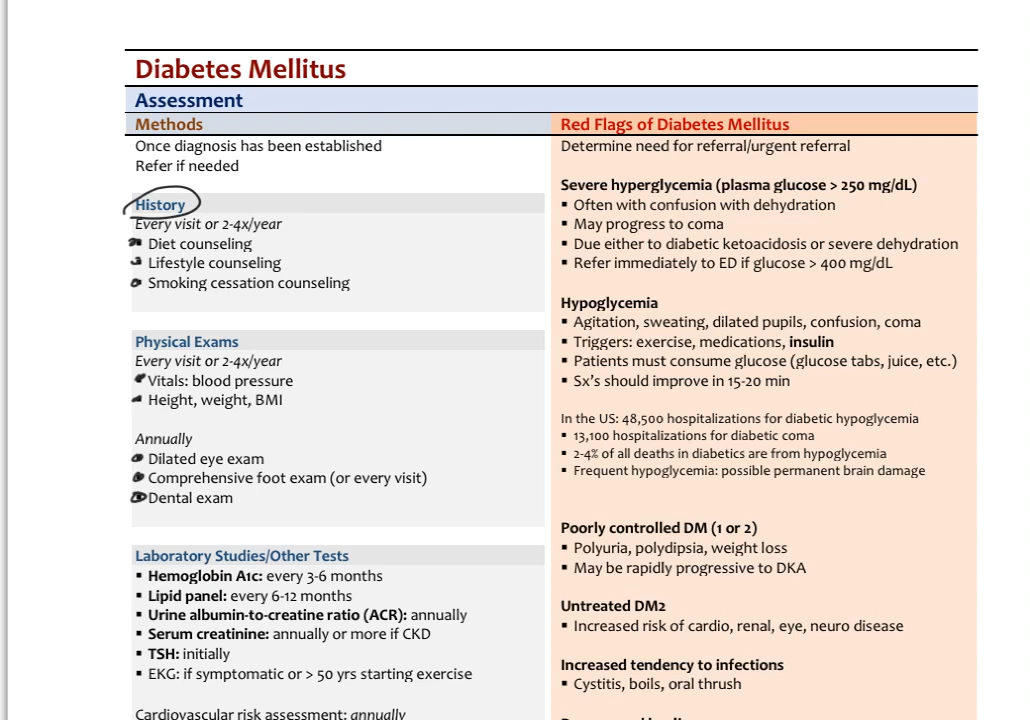 Diabetes Mellitus
Assessment
Methods
Once diagnosis has been established
Refer if needed
History
Every visit or 2-4x/year
Diet counseling
Lifestyle counseling
Smoking cessation counseling
Physical Exams
Every visit or 2-4x/year
Vitals: blood pressure
Height, weight, BMI
Annually
Dilated eye exam
Comprehensive foot exam (or every visit)
Dental exam
Laboratory Studies/Other Tests
▪ Hemoglobin A1c: every 3-6 months
▪ Lipid panel: every 6-12 months
▪ Urine albumin-to-creatine ratio (ACR): annually
▪ Serum creatinine: annually or more if CKD
▪ TSH: initially
▪ EKG: if symptomatic or > 50 yrs starting exercise
Cardiovascular risk assessment: annually
Red Flags of Diabetes Mellitus
Determine need for referral/urgent referral
Severe hyperglycemia (plasma glucose > 250 mg/dL)
▪ Often with confusion with dehydration
▪ May progress to coma
▪ Due either to diabetic ketoacidosis or severe dehydration
▪ Refer immediately to ED if glucose > 400 mg/dL
Hypoglycemia
▪ Agitation, sweating, dilated pupils, confusion, coma
▪ Triggers: exercise, medications, insulin
▪ Patients must consume glucose (glucose tabs, juice, etc.)
▪ Sx's should improve in 15-20 min
In the US: 48,500 hospitalizations for diabetic hypoglycemia
▪ 13,100 hospitalizations for diabetic coma
▪ 2-4% of all deaths in diabetics are from hypoglycemia
▪ Frequent hypoglycemia: possible permanent brain damage
Poorly controlled DM (1 or 2)
▪ Polyuria, polydipsia, weight loss
▪ May be rapidly progressive to DKA
Untreated DM2
▪ Increased risk of cardio, renal, eye, neuro disease
Increased tendency to infections
▪ Cystitis, boils, oral thrush